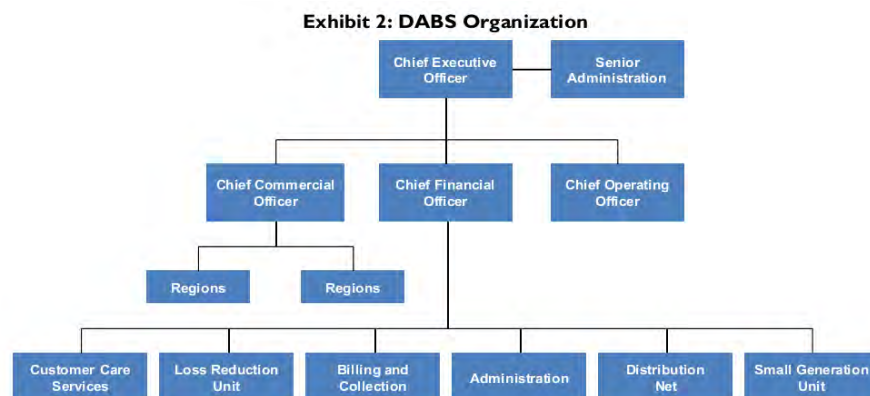 Exhibit 2: DABS Organization
Chief Executive
Officer
Senior
Administration
Chief Commercial
Officer
Chief Financial
Officer
Chief Operating
Officer
Regions
Regions
Customer Care
Services
Loss Reduction
Unit
Billing and
Collection
Administration
Distribution
Net
Small Generation
Unit